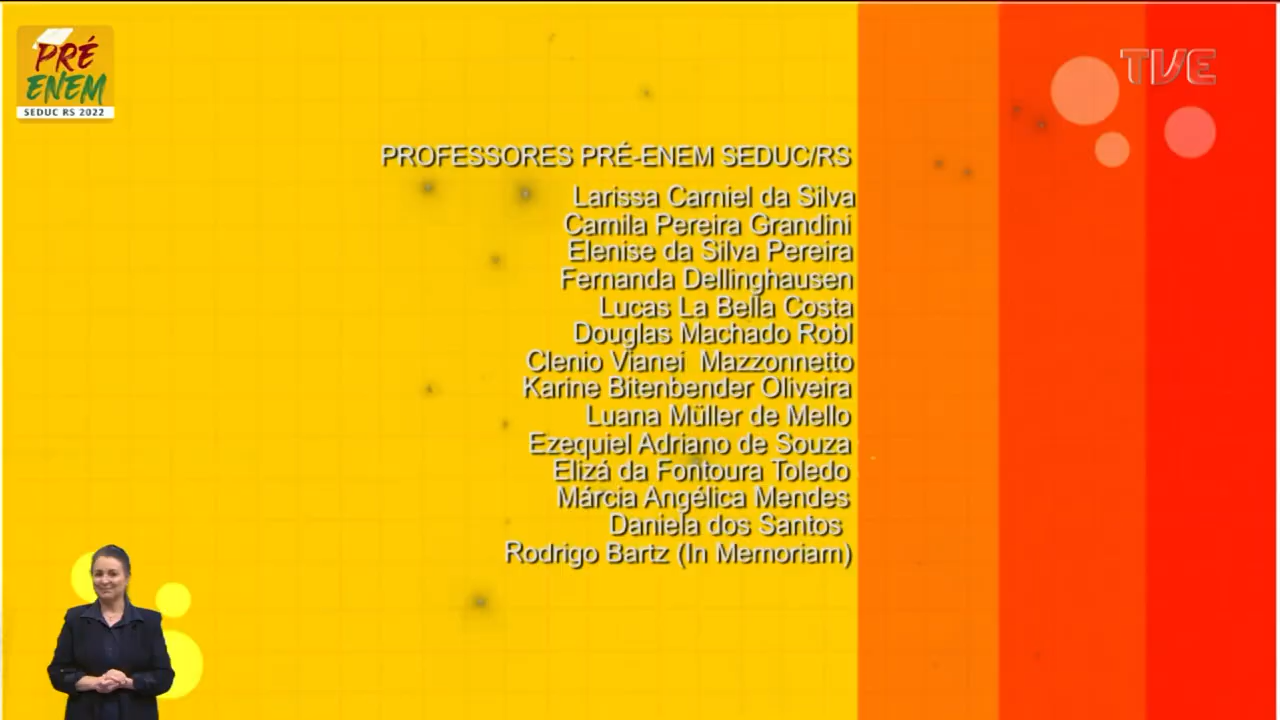 PRÉ
ENEM
SEDUC RS 2022
TVE
PROFESSORES PRÉ-ENEM SEDUC/RS
Larissa Carniel da Silva
Camila Pereira Grandini
Elenise da Silva Pereira
Fernanda Dellinghausen
Lucas La Bella Costa
Douglas Machado Robl
Clenio Vianei  Mazzonnetto
Karine Bitenbender Oliveira
Luana Müller de Mello
Ezequiel Adriano de Souza
Elizá da Fontoura Toledo
Márcia Angélica Mendes
Daniela dos Santos
Rodrigo Bartz (In Memoriam)